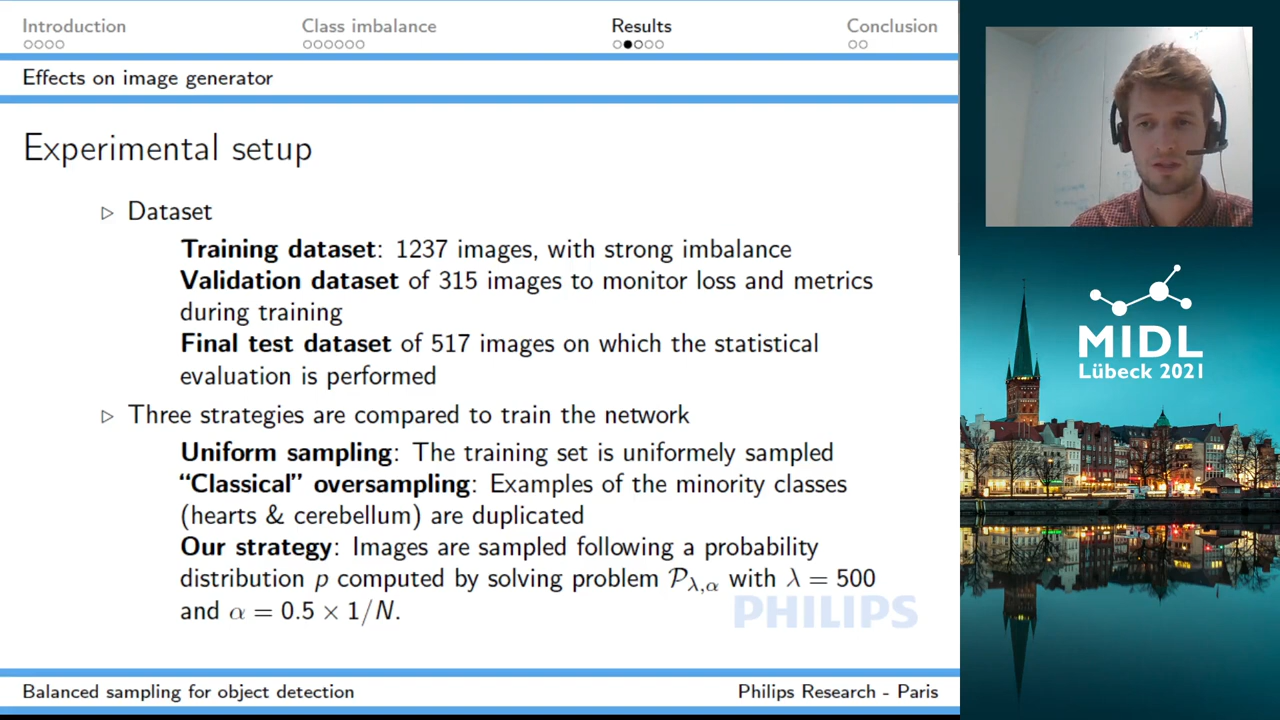 Introduction
Class imbalance
Results
Conclusion
Effects on image generator
Experimental setup
▷ Dataset
Training dataset: 1237 images, with strong imbalance
Validation dataset of 315 images to monitor loss and metrics
during training
Final test dataset of 517 images on which the statistical
evaluation is performed
▷ Three strategies are compared to train the network
Uniform sampling: The training set is uniformely sampled
“Classical” oversampling: Examples of the minority classes
(hearts & cerebellum) are duplicated
Our strategy: Images are sampled following a probability
distribution p computed by solving problem 𝒫λ,α with λ = 500
and α = 0.5 × 1/N.
PHILIPS
Balanced sampling for object detection
Philips Research - Paris
MIDL
Lübeck 2021